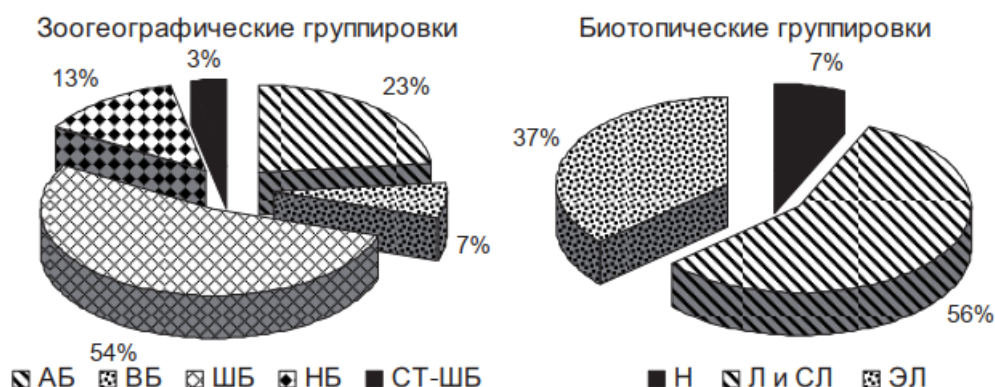 Зоогеографические группировки
3%
13%
23%
7%
54%
АБ ВБ ШБ НБ СТ-ШБ
Биотопические группировки
7%
37%
56%
Н Л и СЛ ЭЛ